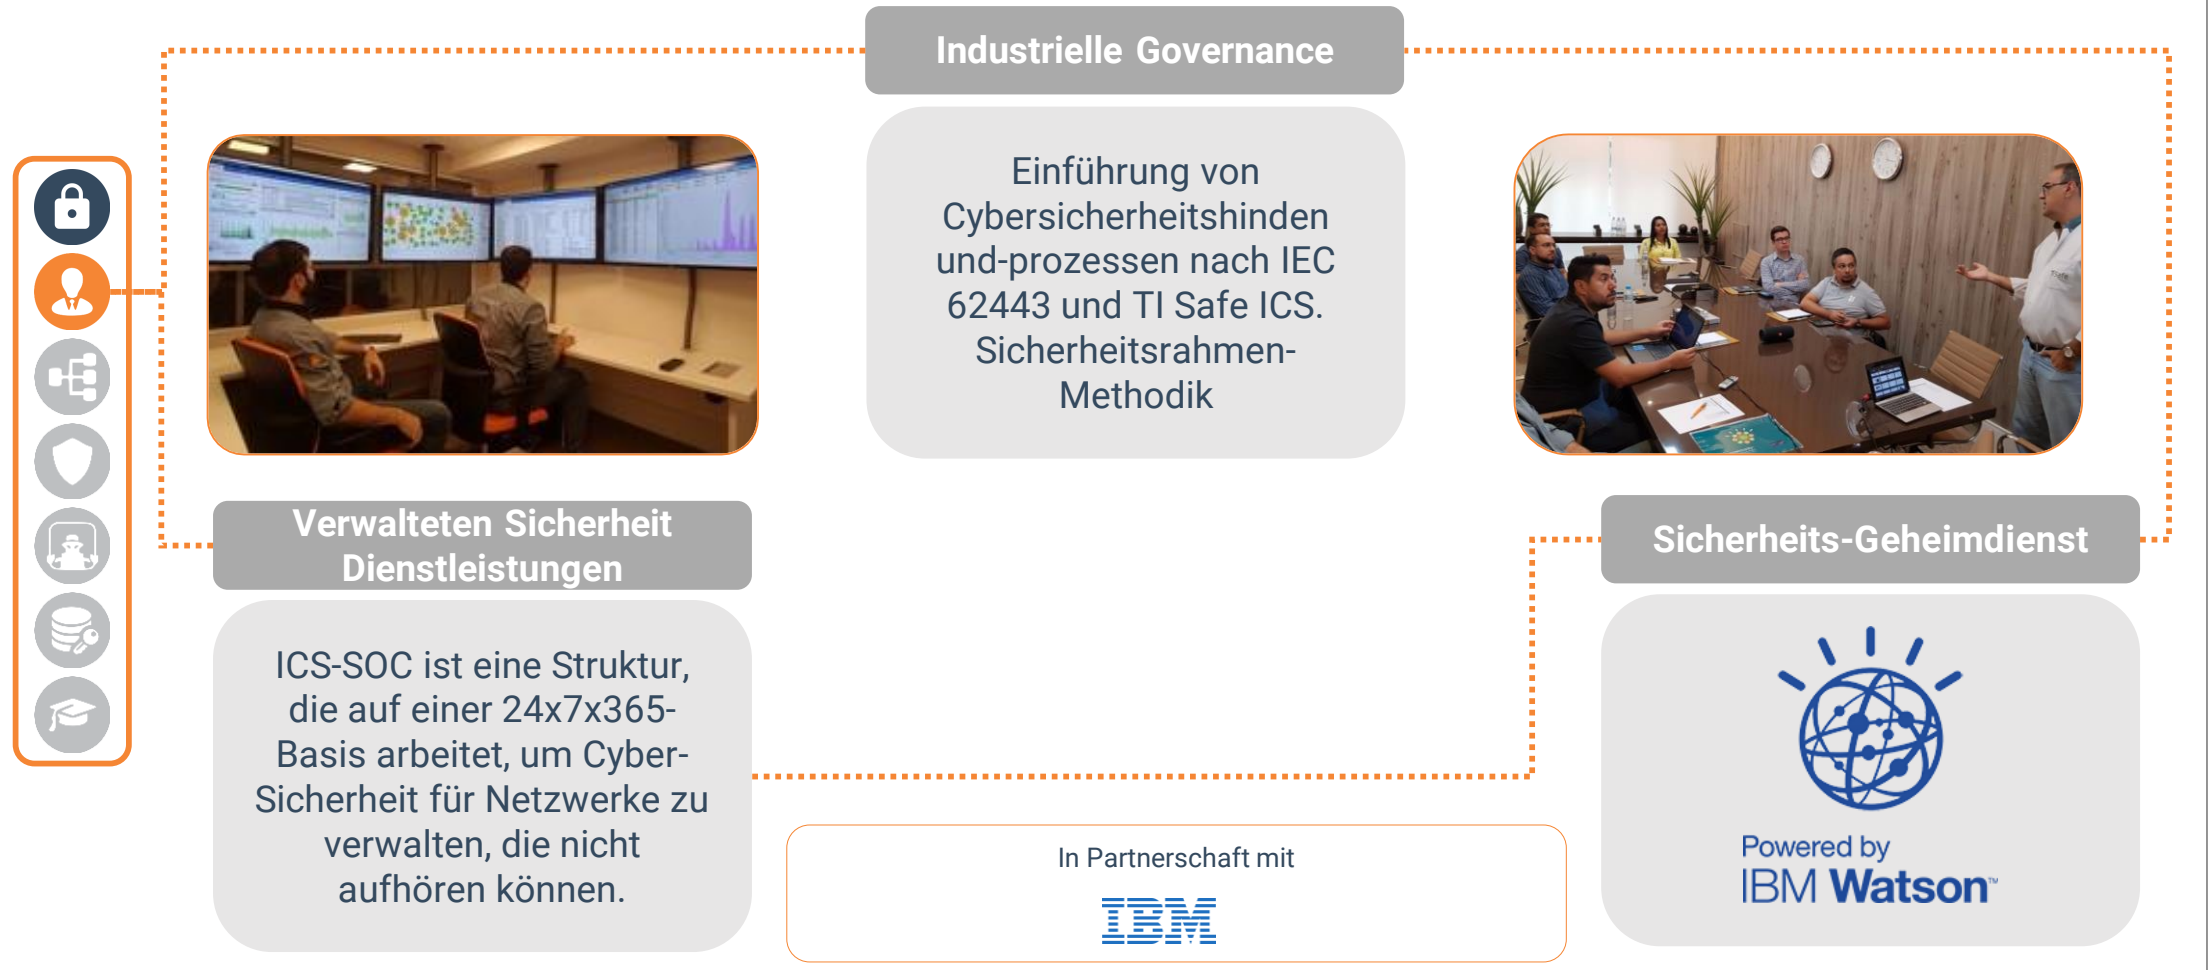 Industrielle Governance
Einführung von
Cybersicherheitshinden
und-prozessen nach IEC
62443 und TI Safe ICS.
Sicherheitsrahmen-
Methodik
Verwalteten Sicherheit
Dienstleistungen
ICS-SOC ist eine Struktur,
die auf einer 24x7x365-
Basis arbeitet, um Cyber-
Sicherheit für Netzwerke zu
verwalten, die nicht
aufhören können.
In Partnerschaft mit
IBM
Sicherheits-Geheimdienst
Powered by
IBM Watson™